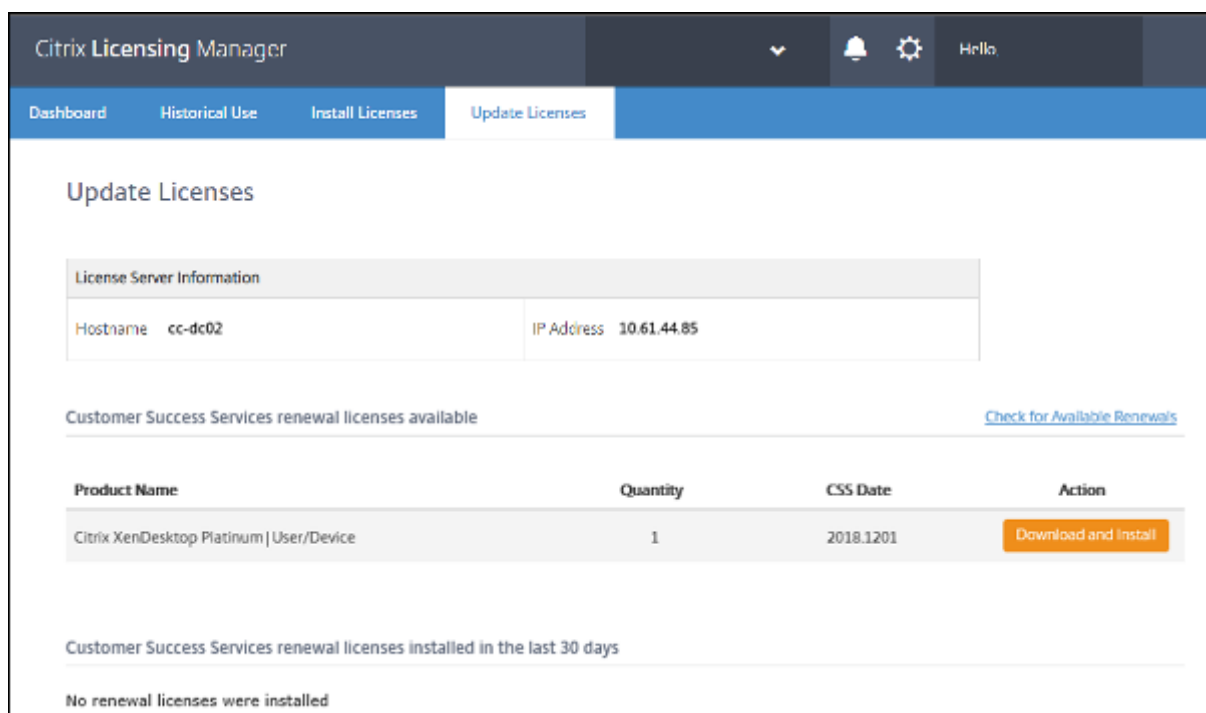 Citrix Licensing Manager
Hello,
Dashboard Historical Use Install Licenses Update Licenses
Update Licenses
License Server Information
Hostname cc-dc02 IP Address 10.61.44.85
Customer Success Services renewal licenses available Check for Available Renewals
Product Name Quantity CSS Date Action
Citrix XenDesktop Platinum|User/Device 1 2018.1201 Download and Install
Customer Success Services renewal licenses installed in the last 30 days
No renewal licenses were installed